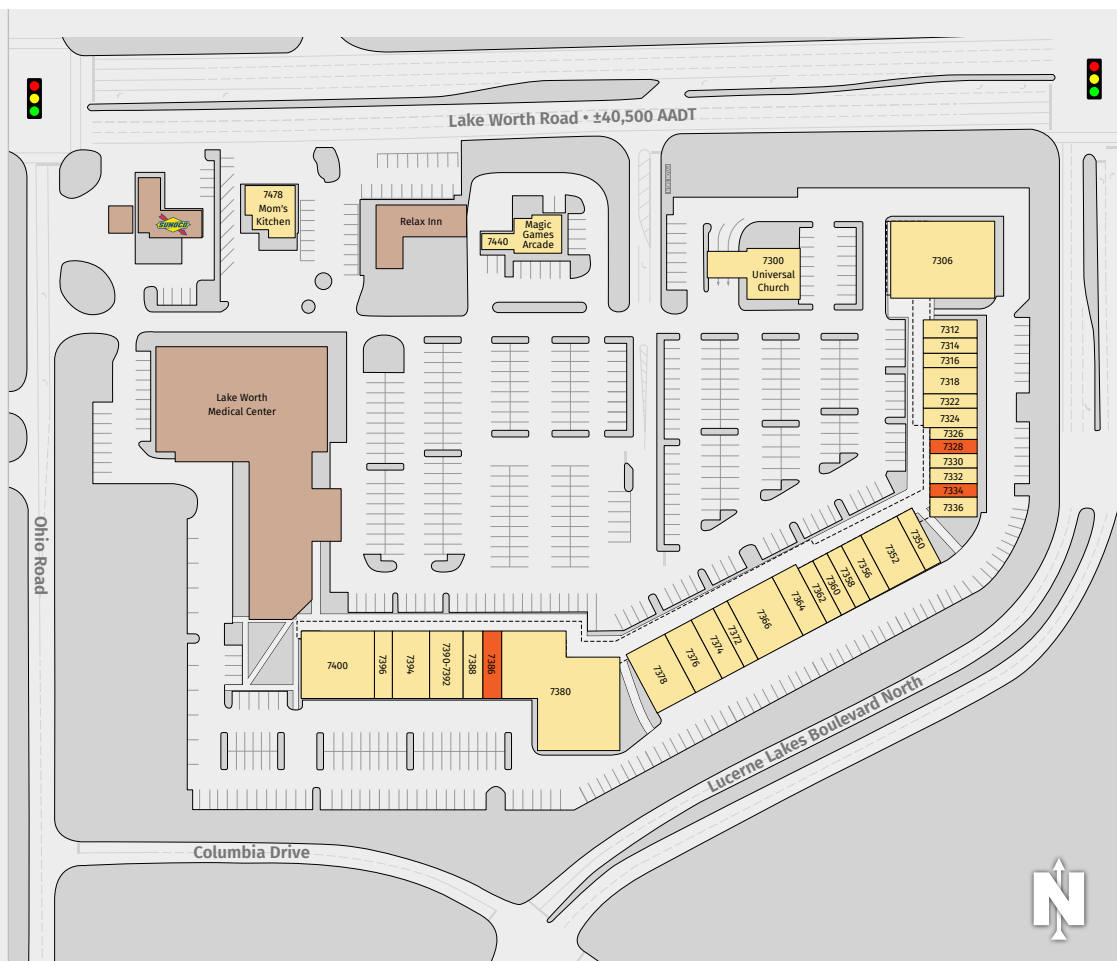 Lake Worth Road • ±40,500 AADT
7478
Mom's
Kitchen
SUNOCO
Relax Inn
Magic
Games
Arcade
7440
7300
Universal
Church
7306
7312
7314
7316
7318
7322
7324
7326
7328
7330
7332
7334
7336
Lake Worth
Medical Center
Ohio Road
7350
7352
7356
7358
7360
7362
7364
7366
7372
7374
7376
7378
7400
7396
7394
7390-7392
7388
7386
7380
Lucerne Lakes Boulevard North
Columbia Drive
N